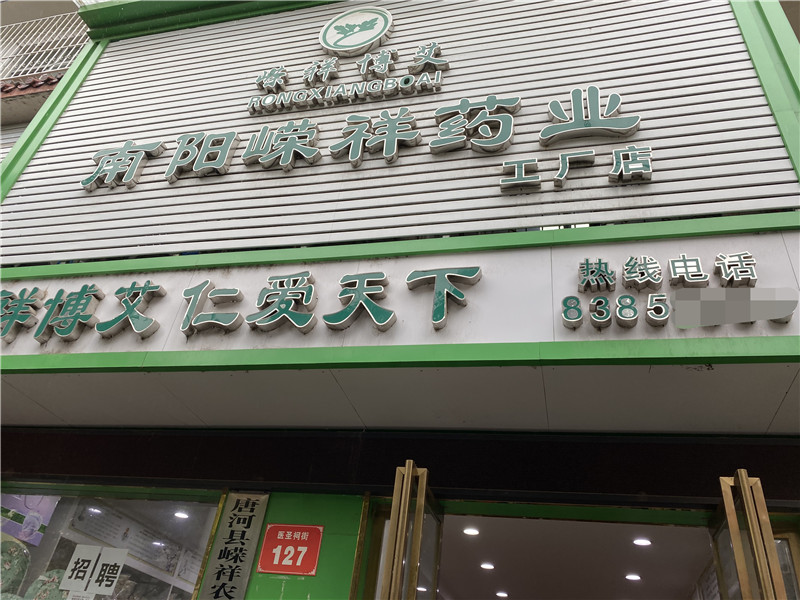 嵘祥博艾
RONGXIANGBOAI
南阳嵘祥药业
工厂店
祥博艾 仁爱天下
热线电话
8385
唐河县嵘祥农
医圣祠街
127
招聘